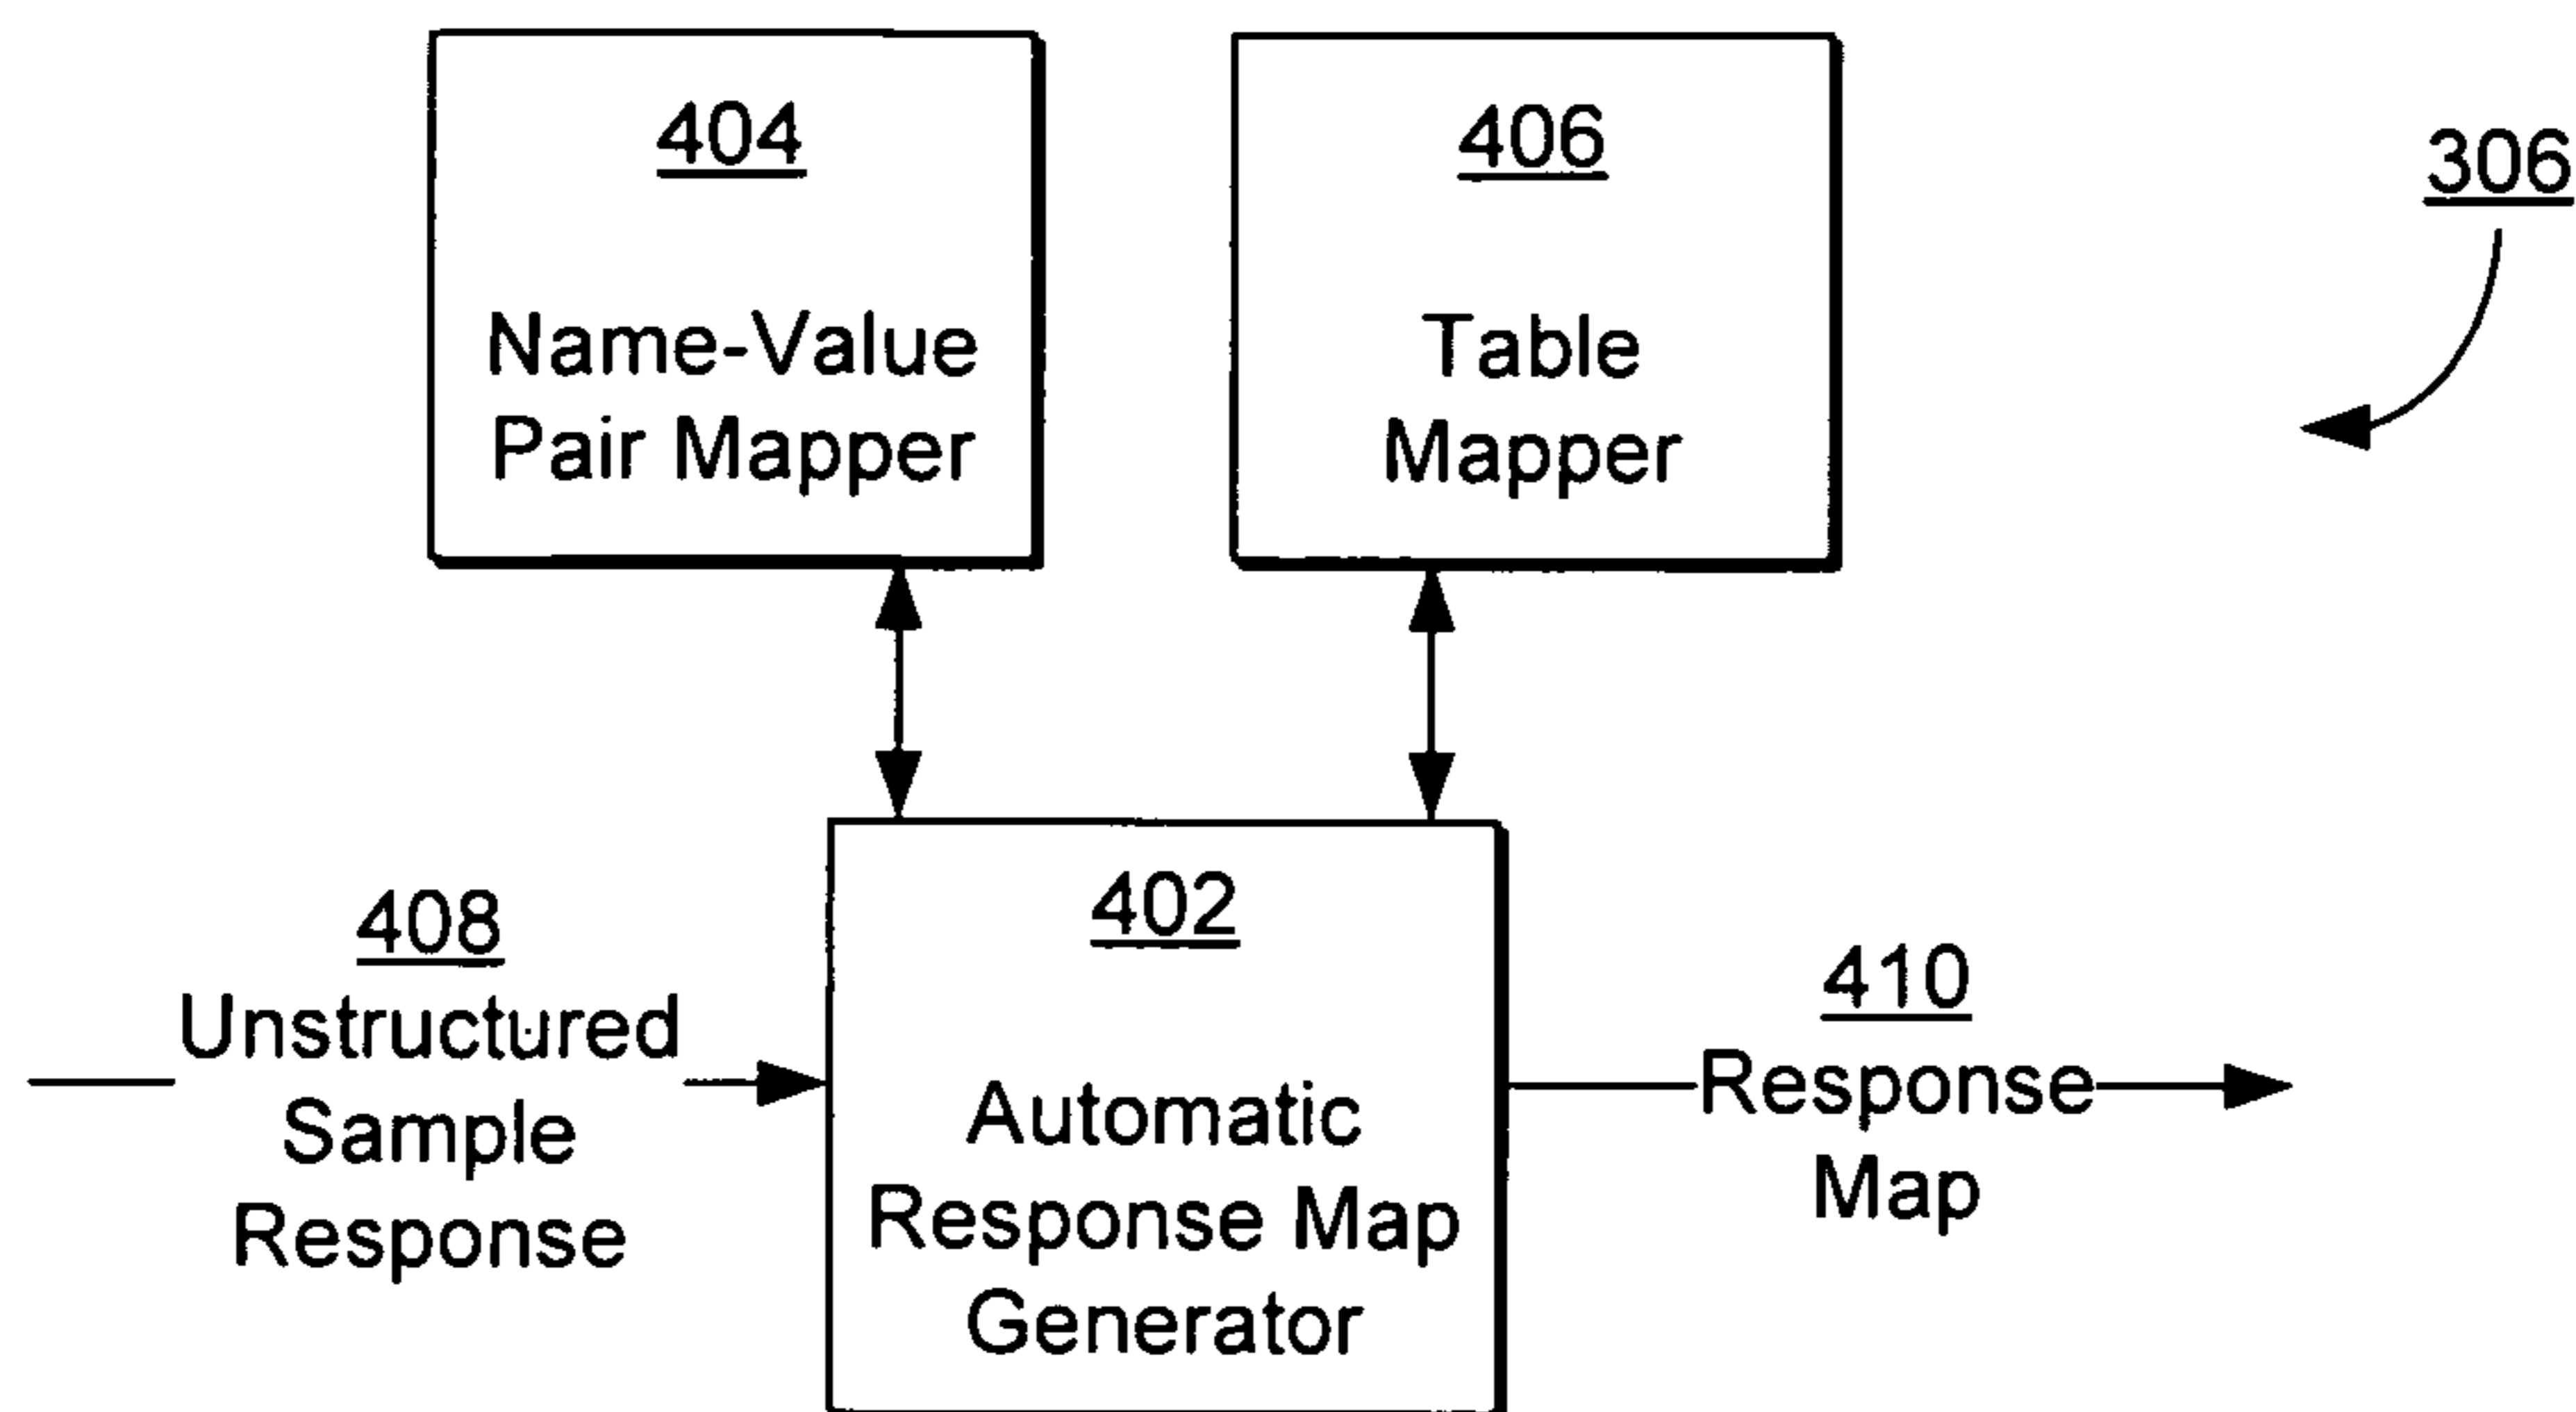 404
Name-Value
Pair Mapper
406
Table
Mapper
306
408
Unstructured
Sample
Response
402
Automatic
Response Map
Generator
410
Response
Map